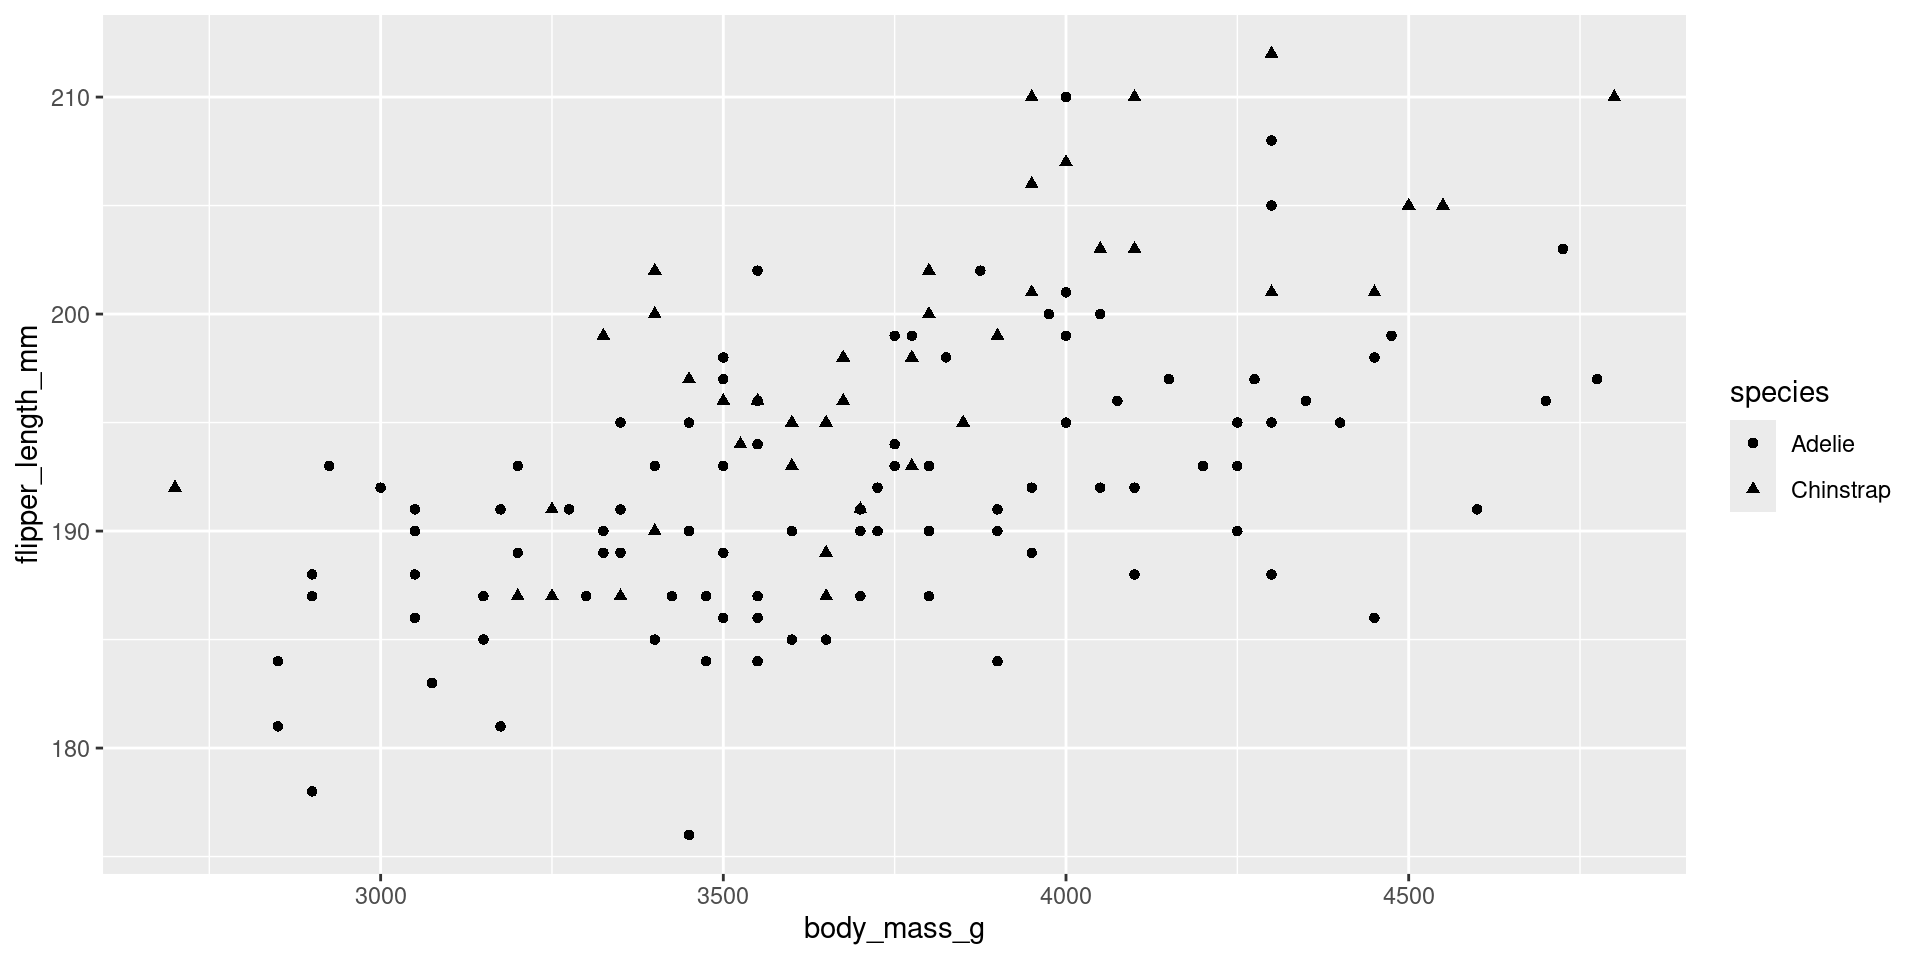 210
200
190
180
flipper_length_mm
3000 3500 4000 4500
body_mass_g
species
Adelie
Chinstrap